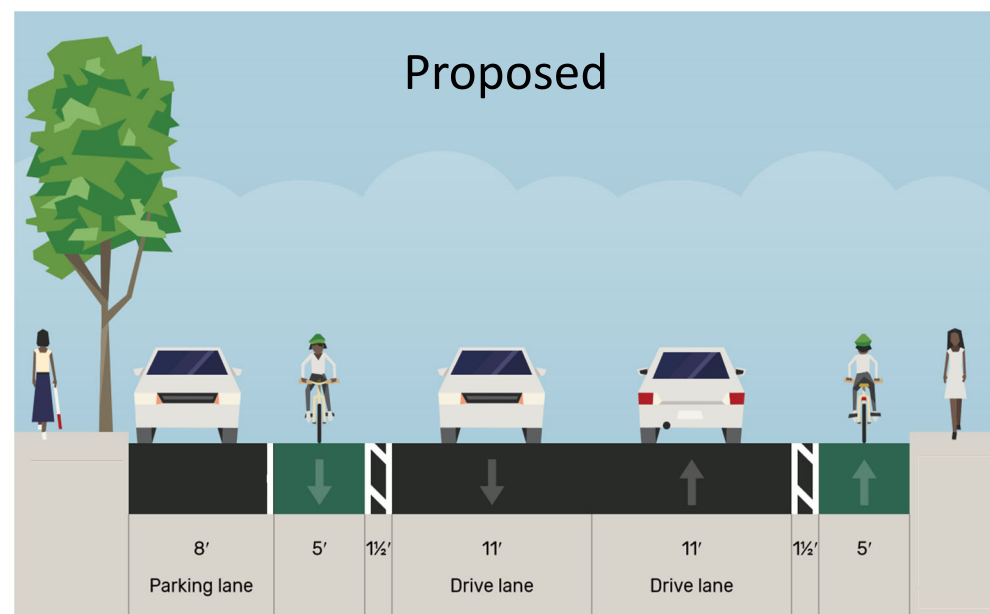 Proposed
8′ 5′ 1½′ 11′ 11′ 1½′ 5′
Parking lane Drive lane Drive lane